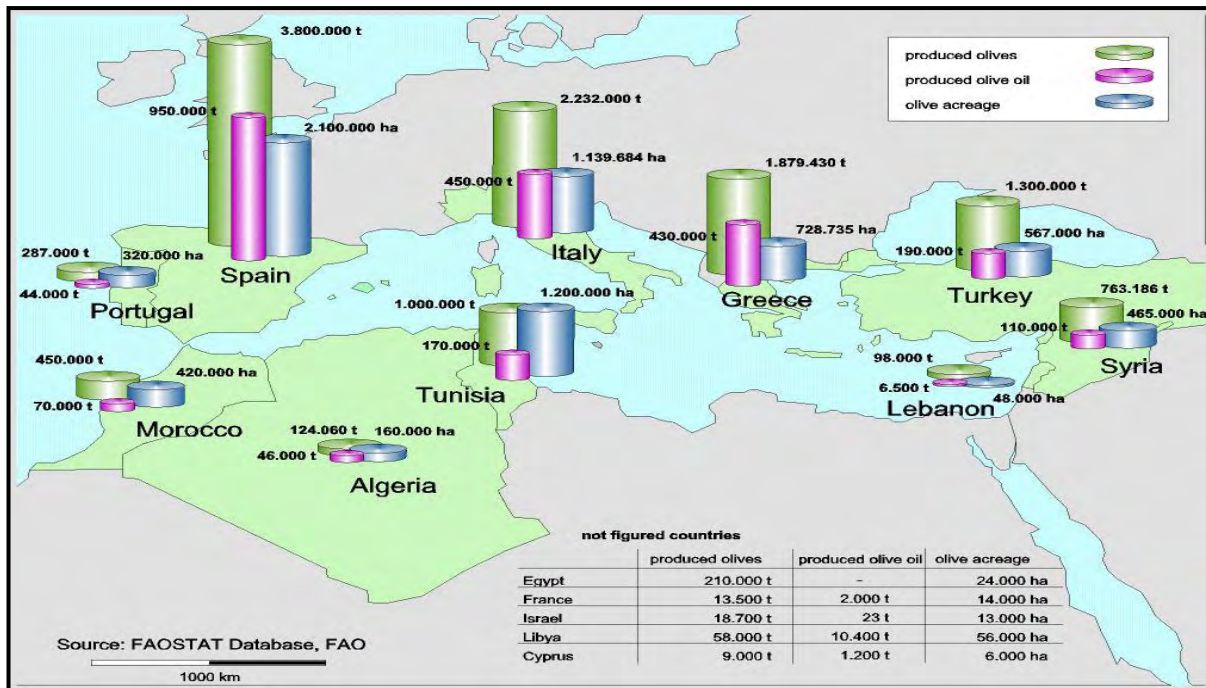 3.800.000 t
950.000 t
2.100.000 ha
Spain
2.232.000 t
450.000 t
1.139.684 ha
Italy
1.879.430 t
430.000 t
728.735 ha
Greece
1.300.000 t
190.000 t
567.000 ha
Turkey
produced olives
produced olive oil
olive acreage
287.000 t
320.000 ha
44.000 t
Portugal
1.000.000 t
1.200.000 ha
170.000 t
Tunisia
763.186 t
465.000 ha
110.000 t
Syria
98.000 t
6.500 t
48.000 ha
Lebanon
450.000 t
420.000 ha
70.000 t
Morocco
124.060 t
160.000 ha
46.000 t
Algeria
not figured countries
produced olives produced olive oil olive acreage
Egypt 210.000 t - 24.000 ha
France 13.500 t 2.000 t 14.000 ha
Israel 18.700 t 23 t 13.000 ha
Libya 58.000 t 10.400 t 56.000 ha
Cyprus 9.000 t 1.200 t 6.000 ha
Source: FAOSTAT Database, FAO
1000 km